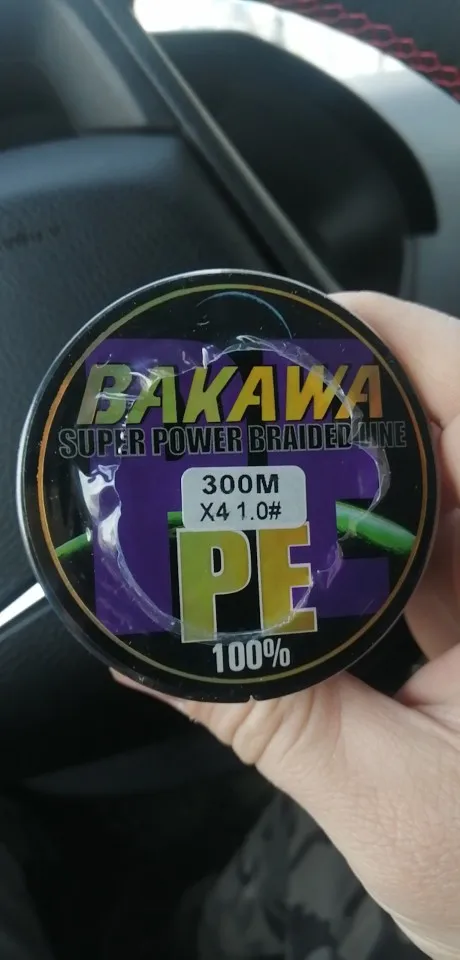 BAKAWA
SUPER POWER BRAIDED LINE
300M
X4 1.0#
PE
100%